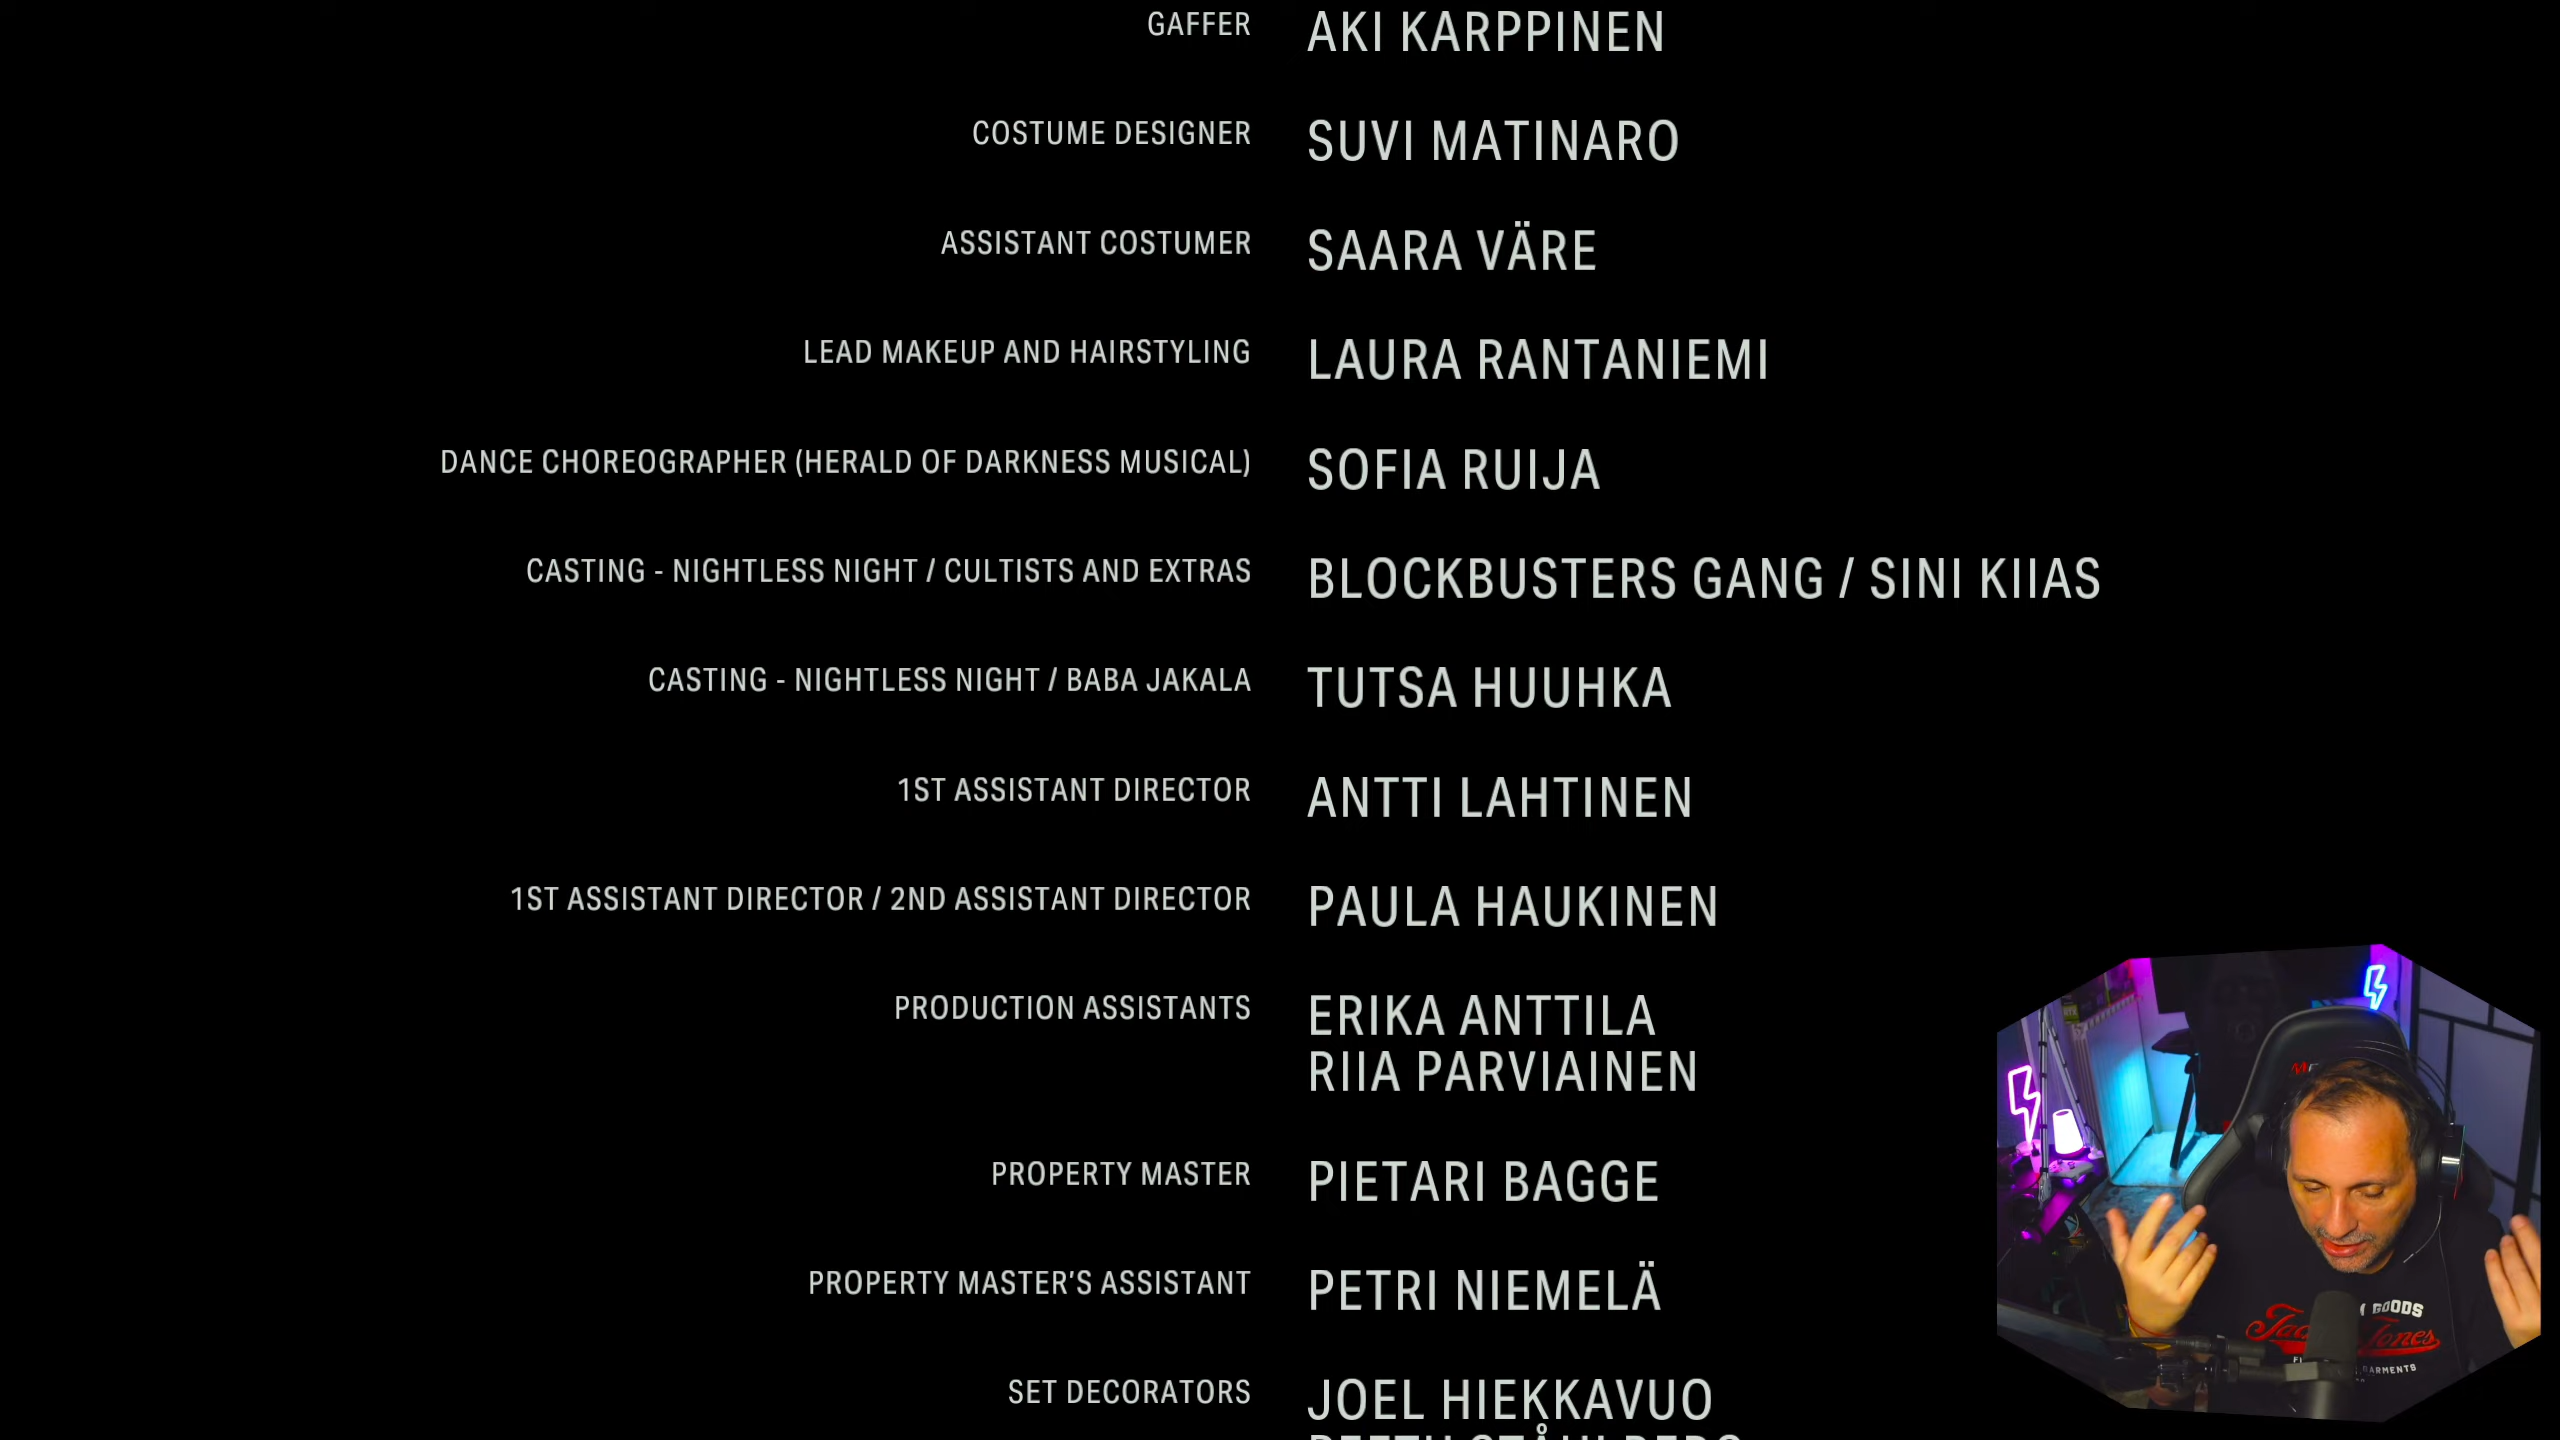 GAFFER AKI KARPPINEN
COSTUME DESIGNER SUVI MATINARO
ASSISTANT COSTUMER SAARA VÄRE
LEAD MAKEUP AND HAIRSTYLING LAURA RANTANIEMI
DANCE CHOREOGRAPHER (HERALD OF DARKNESS MUSICAL) SOFIA RUIJA
CASTING - NIGHTLESS NIGHT / CULTISTS AND EXTRAS BLOCKBUSTERS GANG / SINI KIIAS
CASTING - NIGHTLESS NIGHT / BABA JAKALA TUTSA HUUHKA
1ST ASSISTANT DIRECTOR ANTTI LAHTINEN
1ST ASSISTANT DIRECTOR / 2ND ASSISTANT DIRECTOR PAULA HAUKINEN
PRODUCTION ASSISTANTS ERIKA ANTTILA
RIIA PARVIAINEN
PROPERTY MASTER PIETARI BAGGE
PROPERTY MASTER'S ASSISTANT PETRI NIEMELÄ
SET DECORATORS JOEL HIEKKAVUO
GOODS
Jones